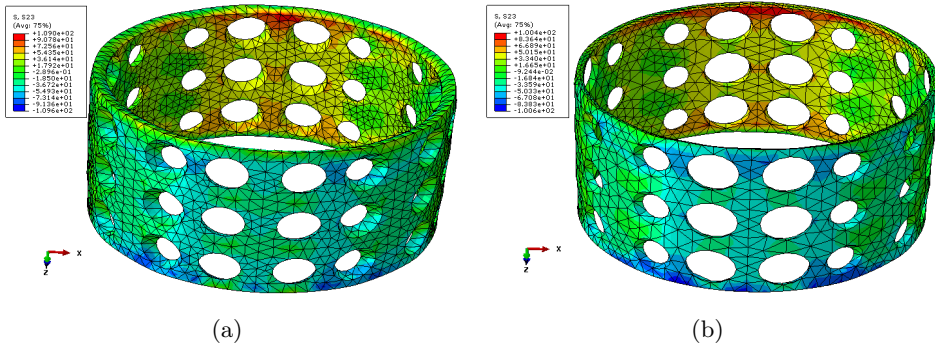 S, S23
(Avg: 75%)
+1.090e+02
+9.078e+01
+7.256e+01
+5.435e+01
+3.614e+01
+1.792e+01
-2.896e-01
-1.850e+01
-3.672e+01
-5.493e+01
-7.314e+01
-9.136e+01
-1.096e+02
X
Z
(a)
S, S23
(Avg: 75%)
+1.004e+02
+8.364e+01
+6.689e+01
+5.015e+01
+3.340e+01
+1.665e+01
-9.244e-02
-1.684e+01
-3.359e+01
-5.033e+01
-6.708e+01
-8.383e+01
-1.006e+02
X
Z
(b)